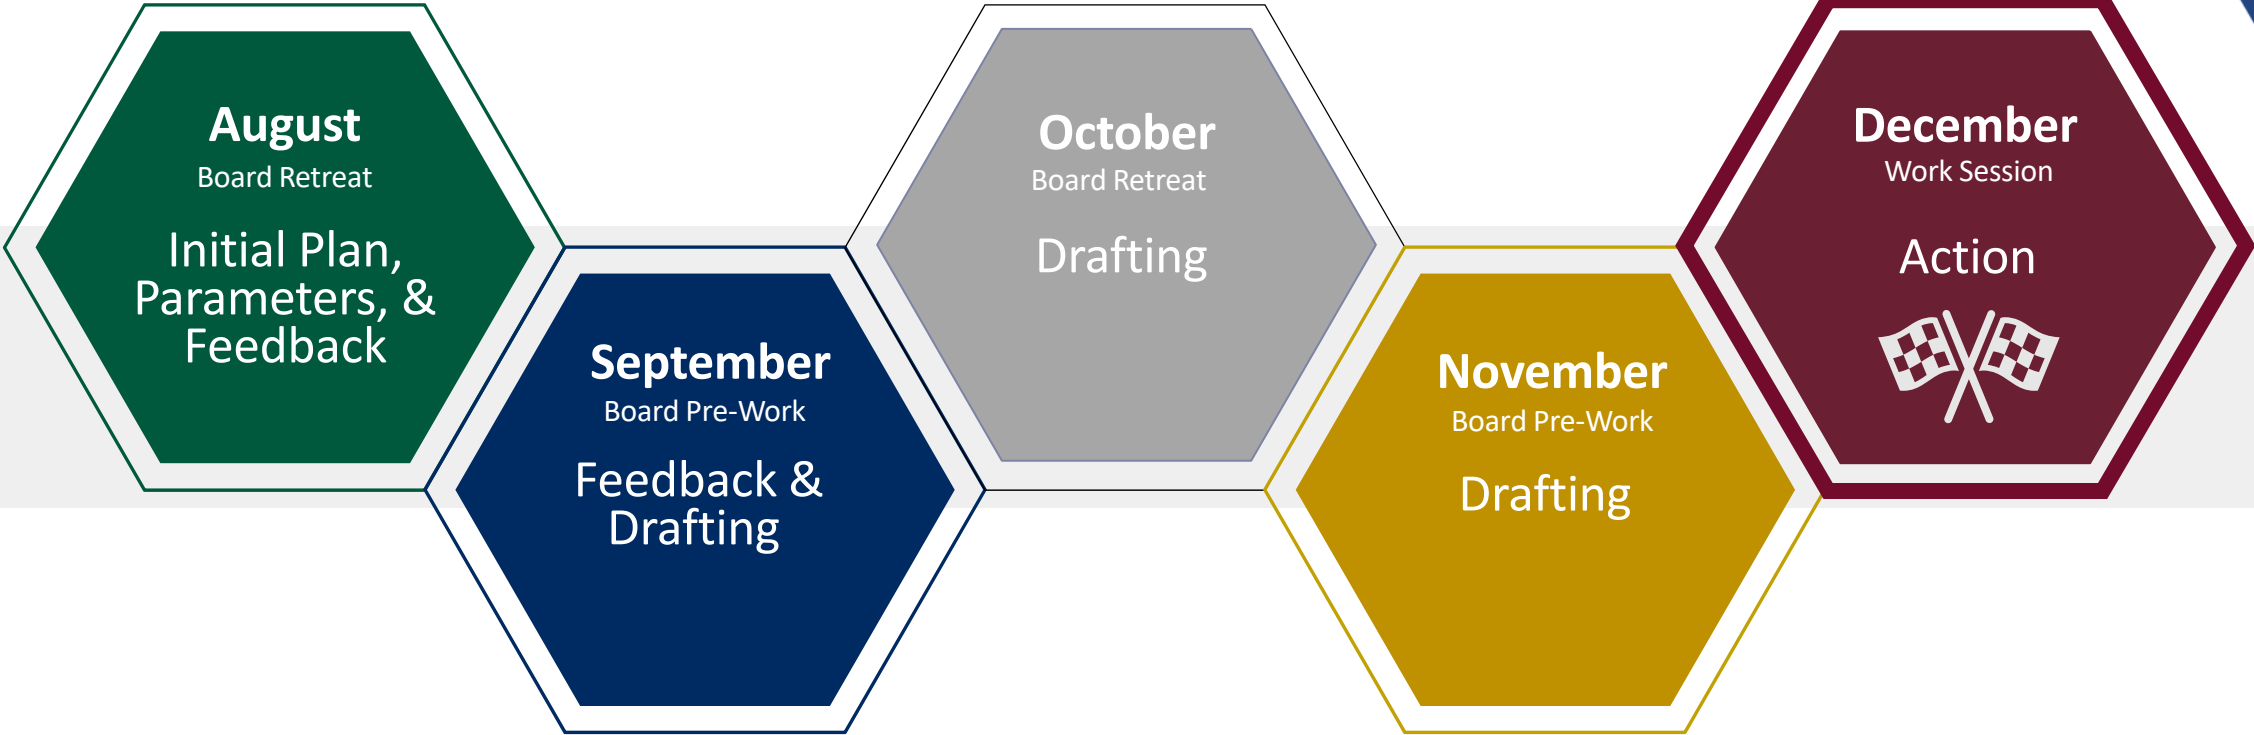 August
Board Retreat
Initial Plan,
Parameters, &
Feedback
September
Board Pre-Work
Feedback &
Drafting
October
Board Retreat
Drafting
November
Board Pre-Work
Drafting
December
Work Session
Action